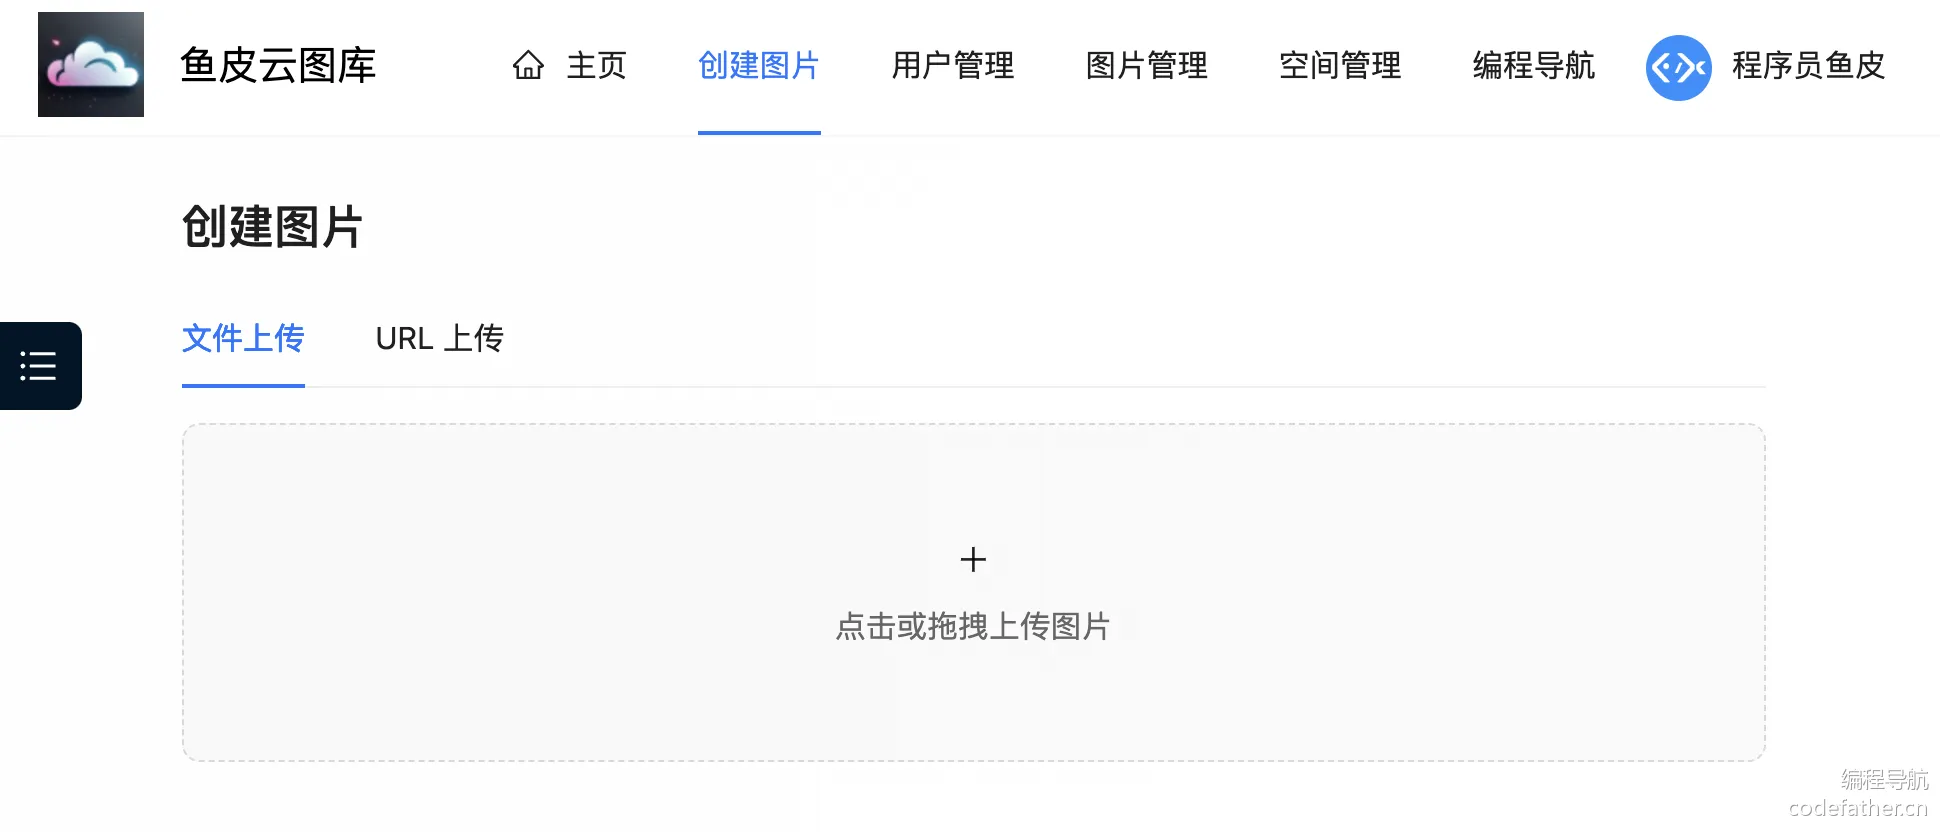 鱼皮云图库
主页
创建图片
用户管理
图片管理
空间管理
编程导航
程序员鱼皮
创建图片
文件上传
URL 上传
点击或拖拽上传图片
编程导航
codefather.cn